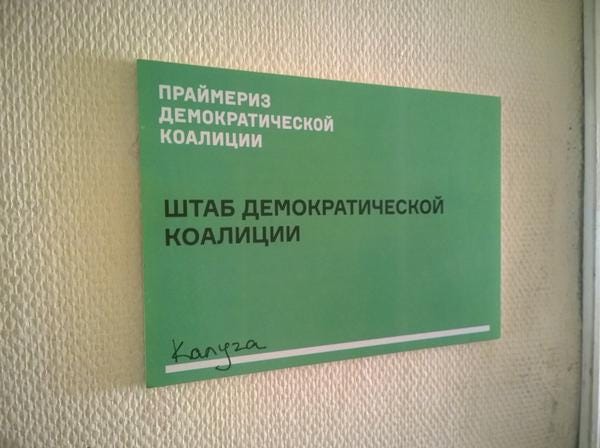 ПРАЙМЕРИЗ
ДЕМОКРАТИЧЕСКОЙ
КОАЛИЦИИ
ШТАБ ДЕМОКРАТИЧЕСКОЙ
КОАЛИЦИИ
Калуга